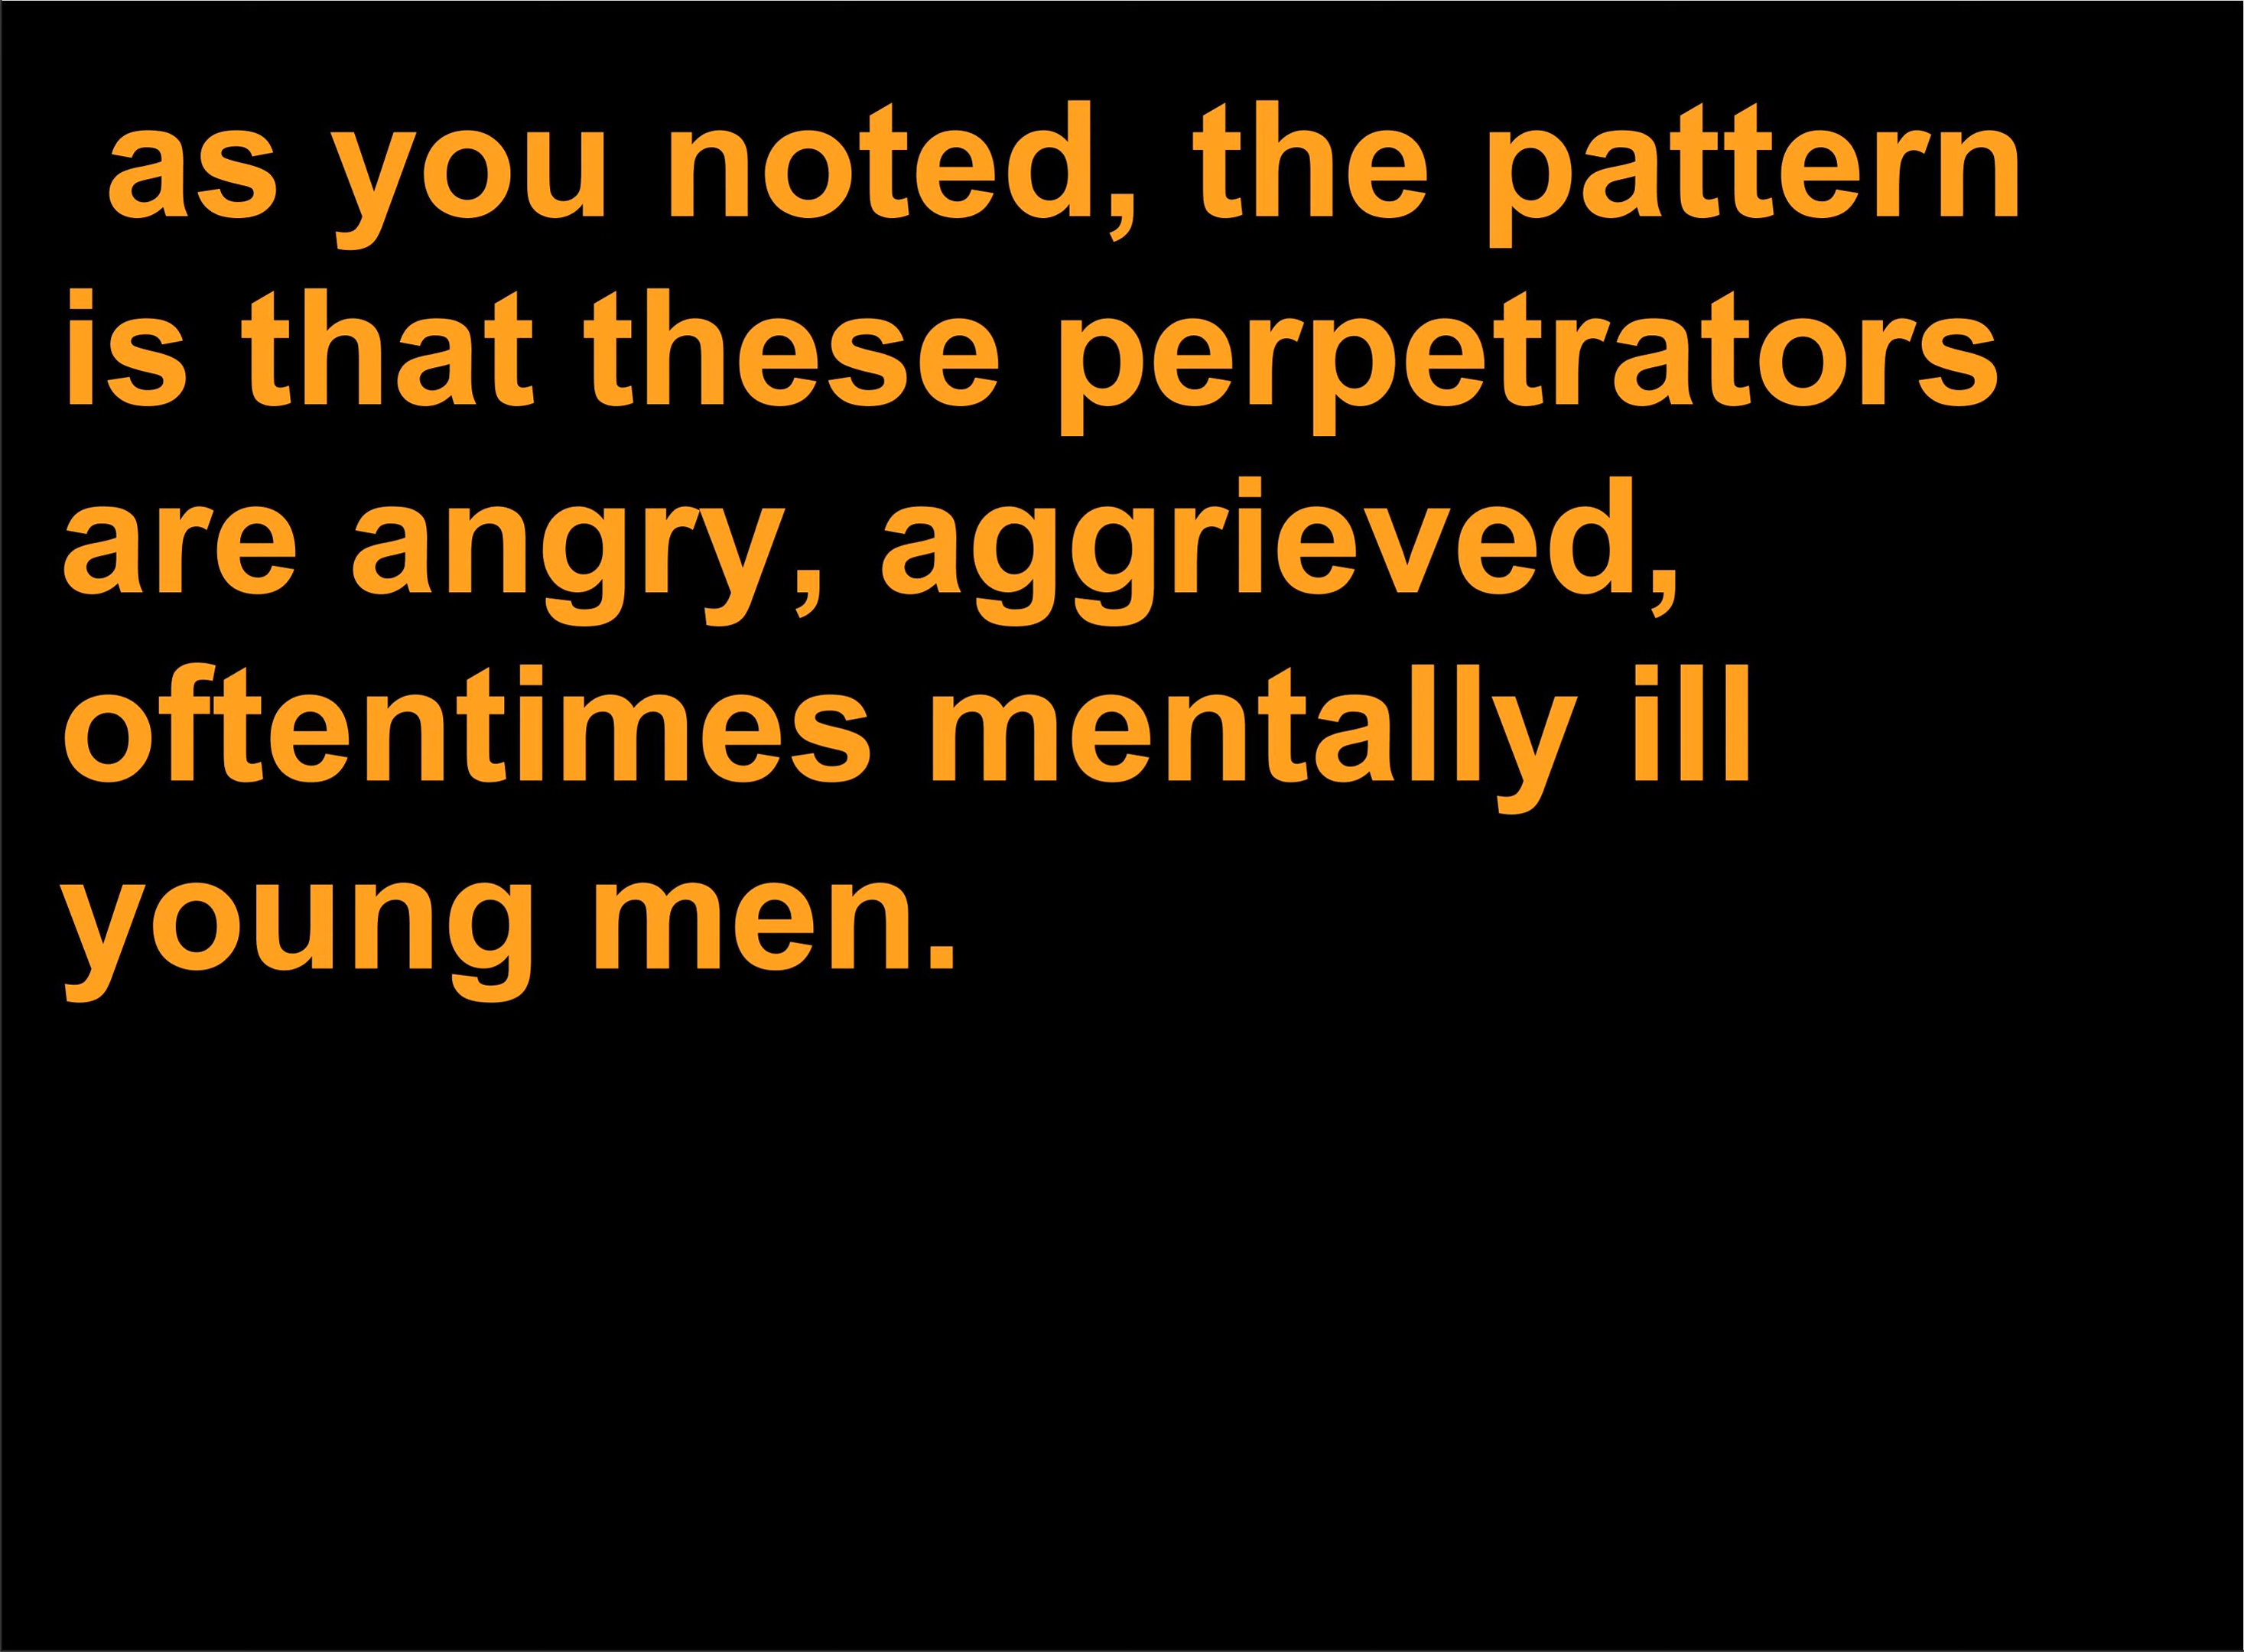 as you noted, the pattern
is that these perpetrators
are angry, aggrieved,
oftentimes mentally ill
young men.